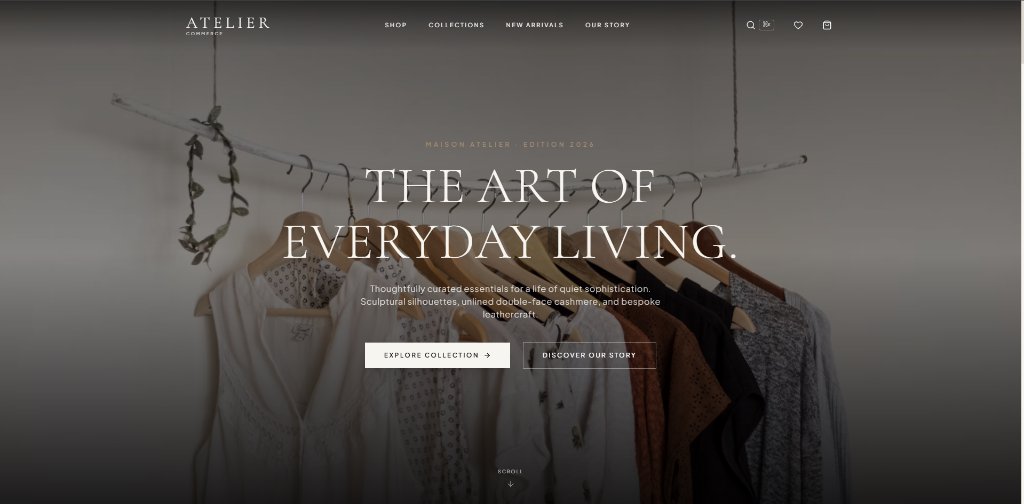 ATELIER
COMMERCE
SHOP COLLECTIONS NEW ARRIVALS OUR STORY
MAISON ATELIER · EDITION 2026
THE ART OF
EVERYDAY LIVING.
Thoughtfully curated essentials for a life of quiet sophistication.
Sculptural silhouettes, unlined double-face cashmere, and bespoke
leathercraft.
EXPLORE COLLECTION →
DISCOVER OUR STORY
SCROLL